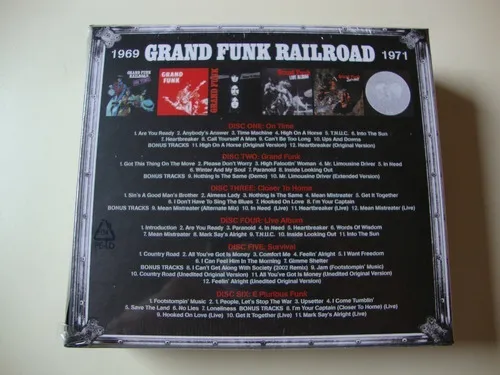 1969 GRAND FUNK RAILROAD 1971
GRAND FUNK RAILROAD
GRAND FUNK
GRAND FUNK
LIVE ALBUM
DISC ONE: On Time
1. Are You Ready 2. Anybody's Answer 3. Time Machine 4. High On A Horse 5. T.N.U.C. 6. Into The Sun
7. Heartbreaker 8. Call Yourself A Man 9. Can't Be Too Long 10. Ups And Downs
BONUS TRACKS 11. High On A Horse (Original Version) 12. Heartbreaker (Original Version)
DISC TWO: Grand Funk
1. Got This Thing On The Move 2. Please Don't Worry 3. High Falootin' Woman 4. Mr. Limousine Driver 5. In Need
6. Winter And My Soul 7. Paranoid 8. Inside Looking Out
BONUS TRACKS 9. Nothing Is The Same (Demo) 10. Mr. Limousine Driver (Extended Version)
DISC THREE: Closer To Home
1. Sin's A Good Man's Brother 2. Aimless Lady 3. Nothing Is The Same 4. Mean Mistreater 5. Get It Together
6. I Don't Have To Sing The Blues 7. Hooked On Love 8. I'm Your Captain
BONUS TRACKS 9. Mean Mistreater (Alternate Mix) 10. In Need (Live) 11. Heartbreaker (Live) 12. Mean Mistreater (Live)
DISC FOUR: Live Album
1. Introduction 2. Are You Ready 3. Paranoid 4. In Need 5. Heartbreaker 6. Words Of Wisdom
7. Mean Mistreater 8. Mark Say's Alright 9. T.N.U.C. 10. Inside Looking Out 11. Into The Sun
DISC FIVE: Survival
1. Country Road 2. All You've Got Is Money 3. Comfort Me 4. Feelin' Alright 5. I Want Freedom
6. I Can Feel Him In The Morning 7. Gimme Shelter
BONUS TRACKS 8. I Can't Get Along With Society (2002 Remix) 9. Jam (Footstompin' Music)
10. Country Road (Unedited Original Version) 11. All You've Got Is Money (Unedited Original Version)
12. Feelin' Alright (Unedited Original Version)
DISC SIX: E Pluribus Funk
1. Footstompin' Music 2. People, Let's Stop The War 3. Upsetter 4. I Come Tumblin'
5. Save The Land 6. No Lies 7. Loneliness BONUS TRACKS 8. I'm Your Captain (Closer To Home) (Live)
9. Hooked On Love (Live) 10. Get It Together (Live) 11. Mark Say's Alright (Live)